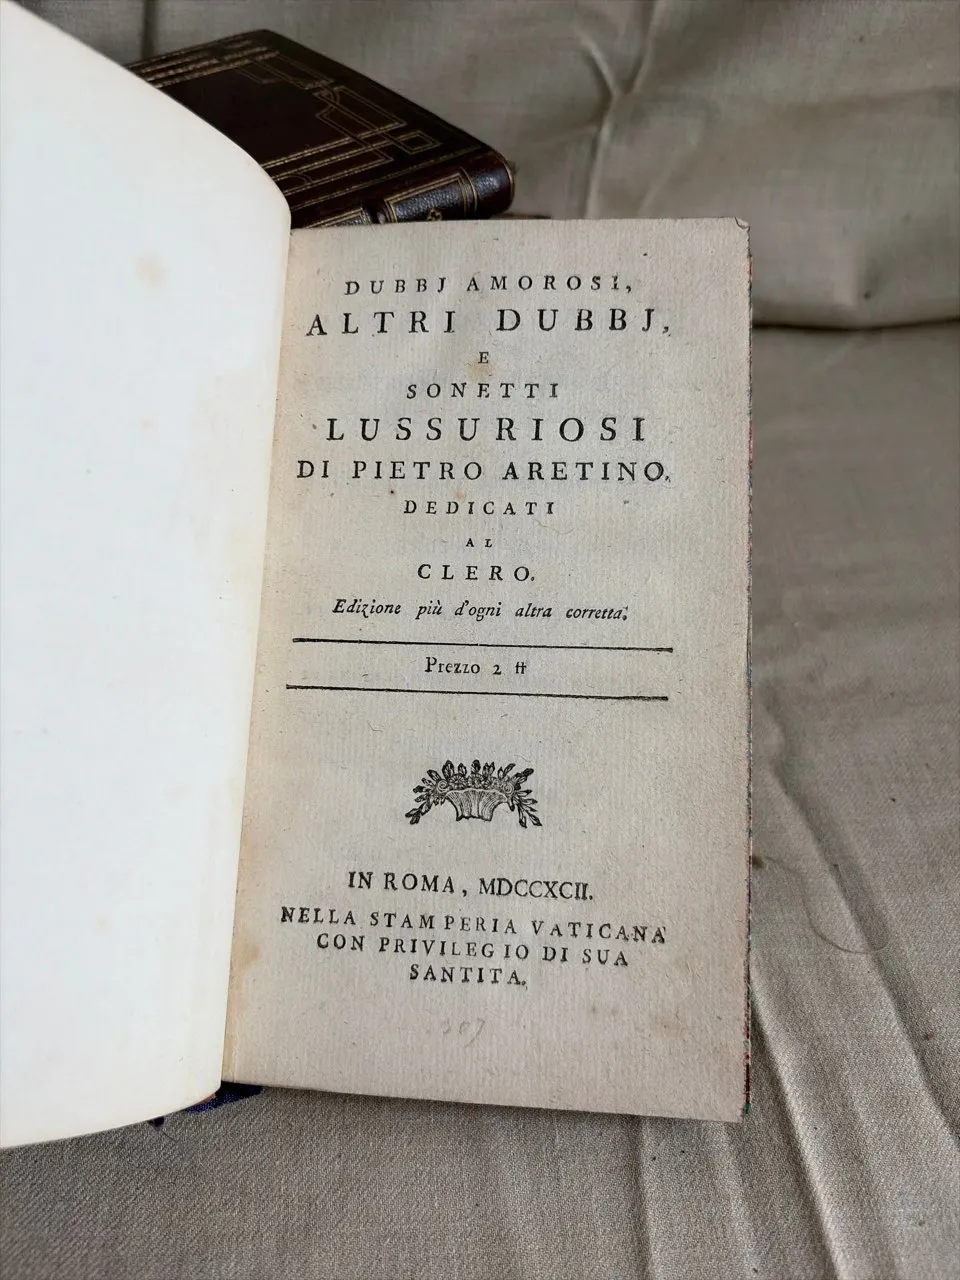 DUBBJ AMOROSI,
ALTRI DUBBJ,
E
SONETTI
LUSSURIOSI
DI PIETRO ARETINO.
DEDICATI
AL
CLERO.
Edizione più d'ogni altra corretta.
Prezzo 2 ₶
IN ROMA, MDCCXCII.
NELLA STAMPERIA VATICANA
CON PRIVILEGIO DI SUA
SANTITA.